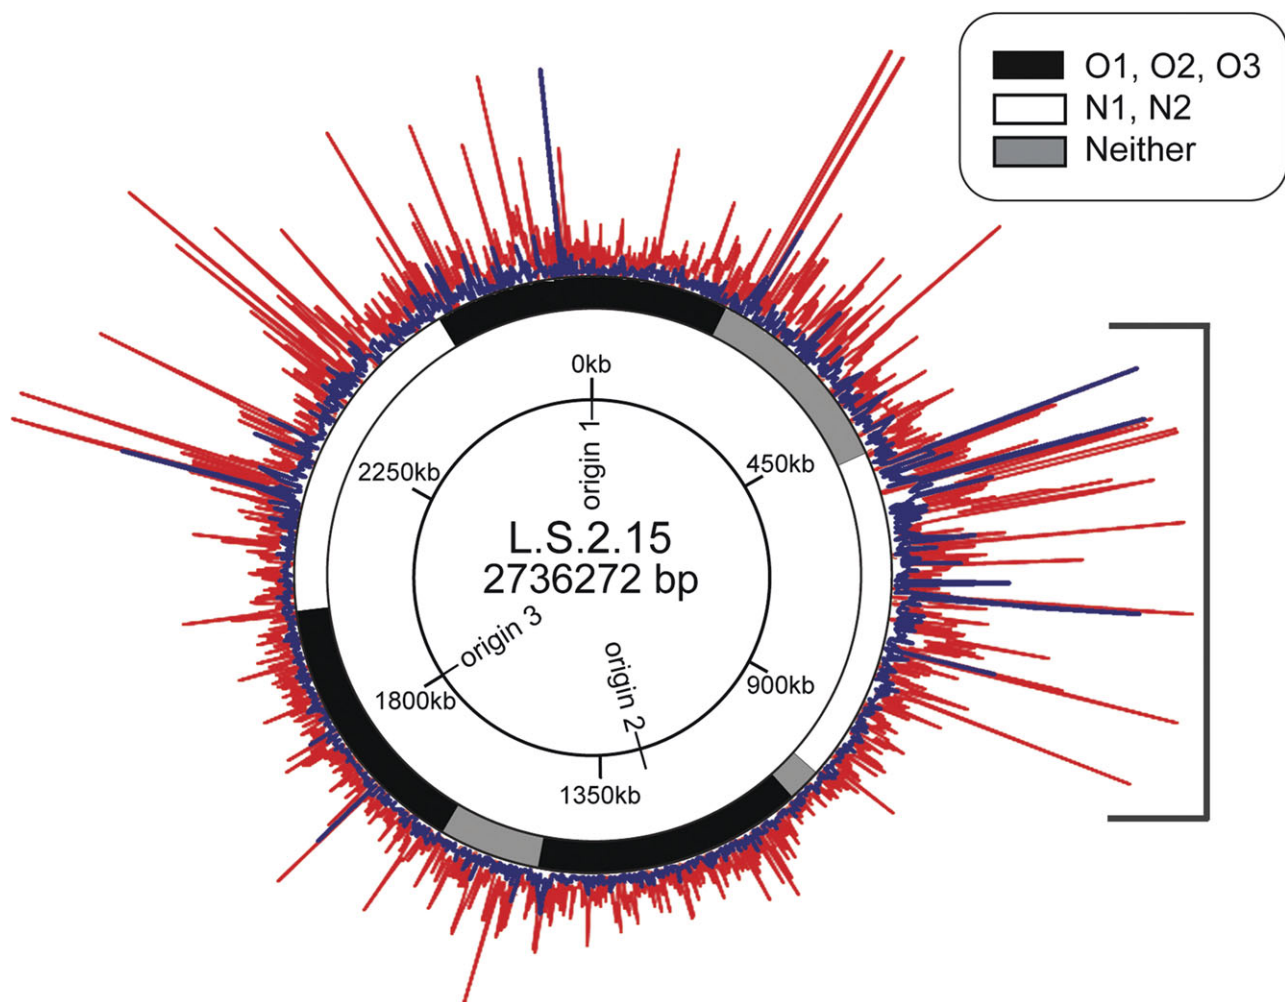 O1, O2, O3
N1, N2
Neither
0kb
origin 1
450kb
2250kb
L.S.2.15
2736272 bp
origin 3
origin 2
900kb
1800kb
1350kb